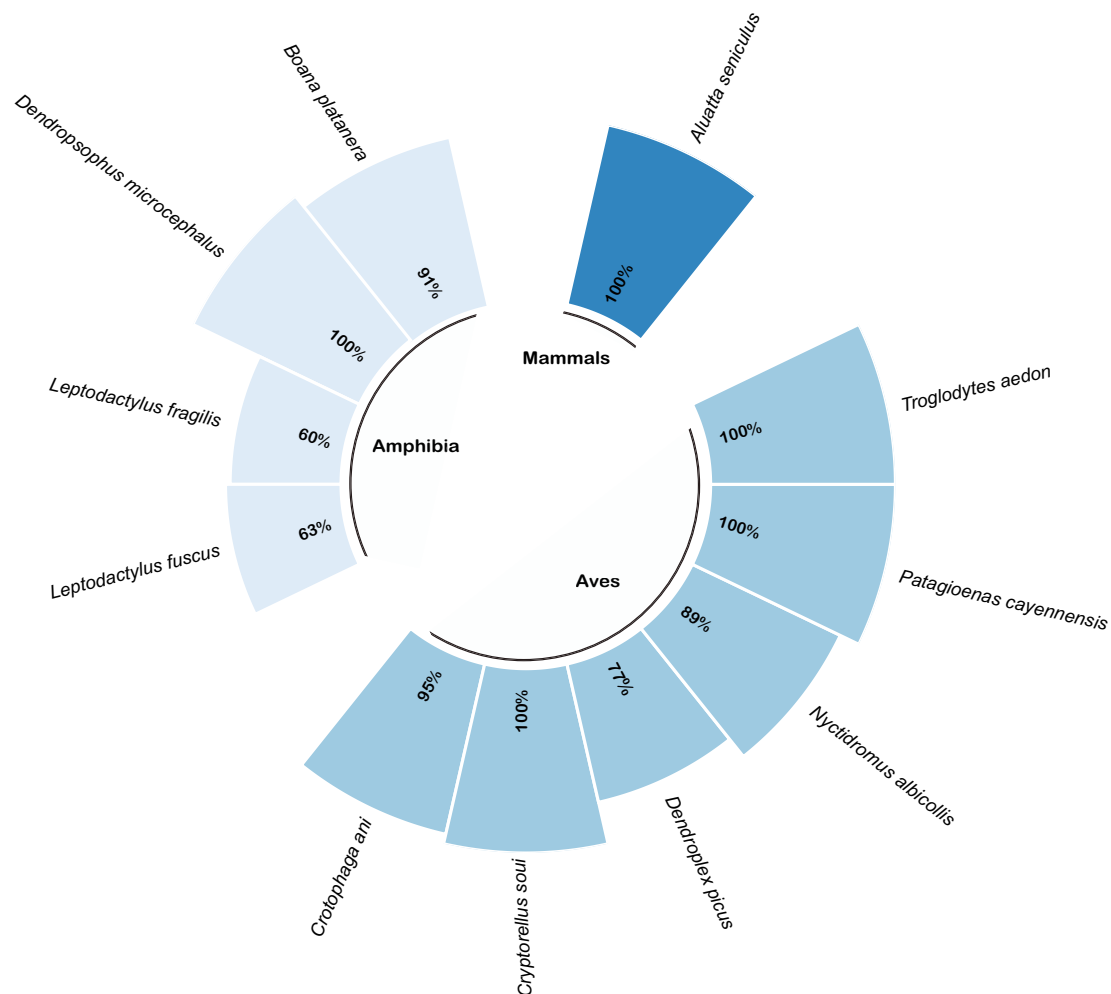 Aluatta seniculus
100%
Mammals
Troglodytes aedon
100%
Patagioenas cayennensis
100%
Nyctidromus albicollis
89%
Dendroplex picus
77%
Cryptorellus soui
100%
Crotophaga ani
95%
Aves
Leptodactylus fuscus
63%
Leptodactylus fragilis
60%
Dendropsophus microcephalus
100%
Boana platanera
91%
Amphibia